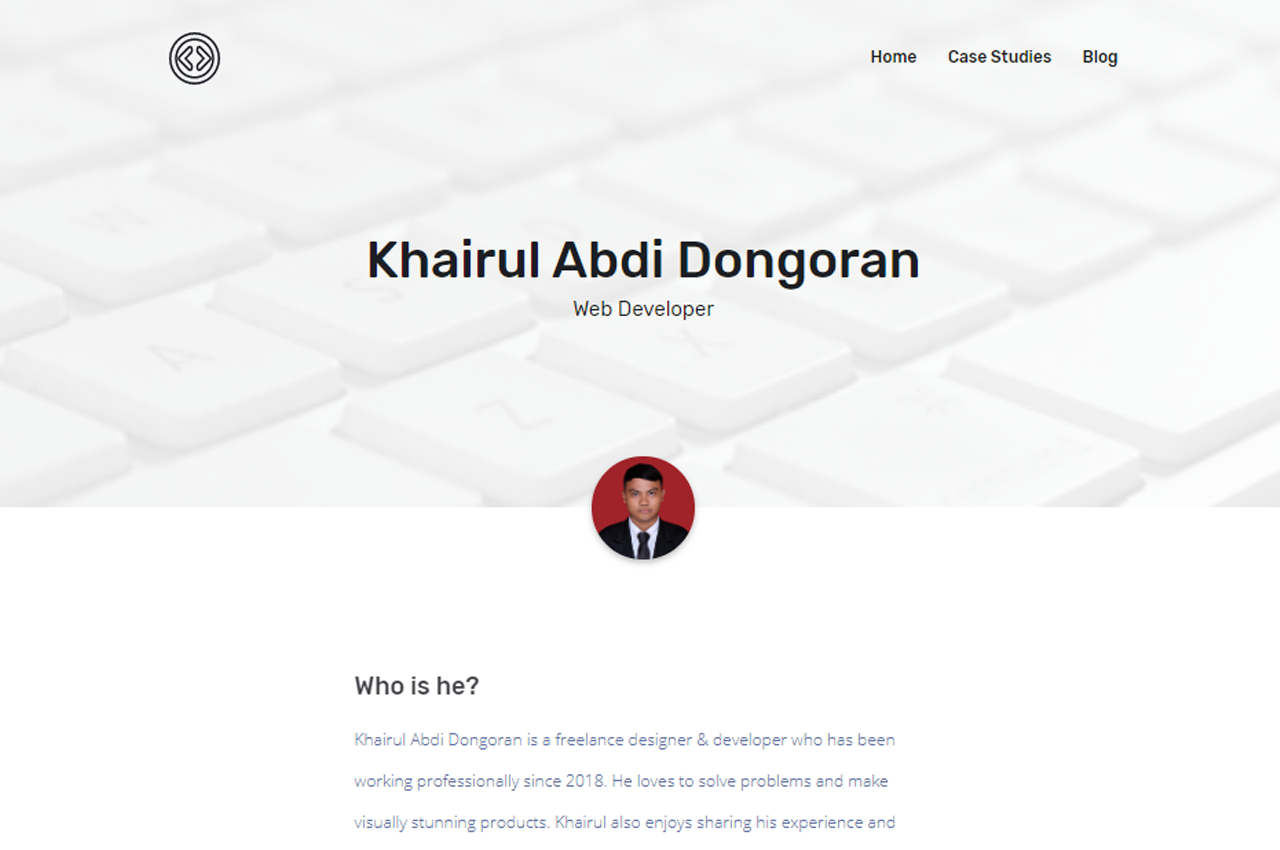 Home Case Studies Blog
Khairul Abdi Dongoran
Web Developer
W
S
A
X
Z
Who is he?
Khairul Abdi Dongoran is a freelance designer & developer who has been
working professionally since 2018. He loves to solve problems and make
visually stunning products. Khairul also enjoys sharing his experience and